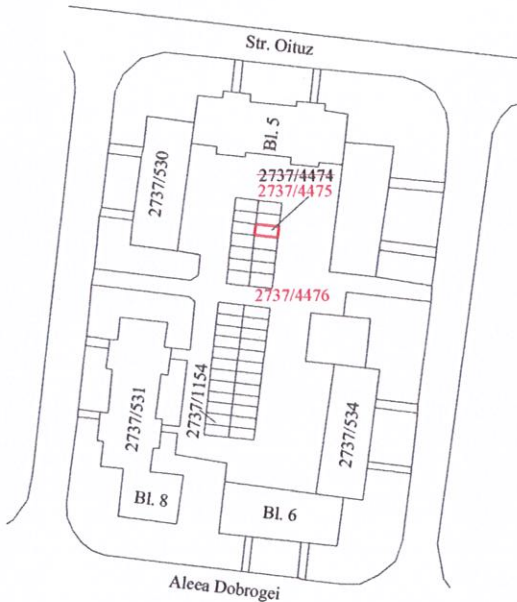 Str. Oituz
Bl. 5
2737/530
2737/4474
2737/4475
2737/4476
2737/1154
2737/531
2737/534
Bl. 8
Bl. 6
Aleea Dobrogei